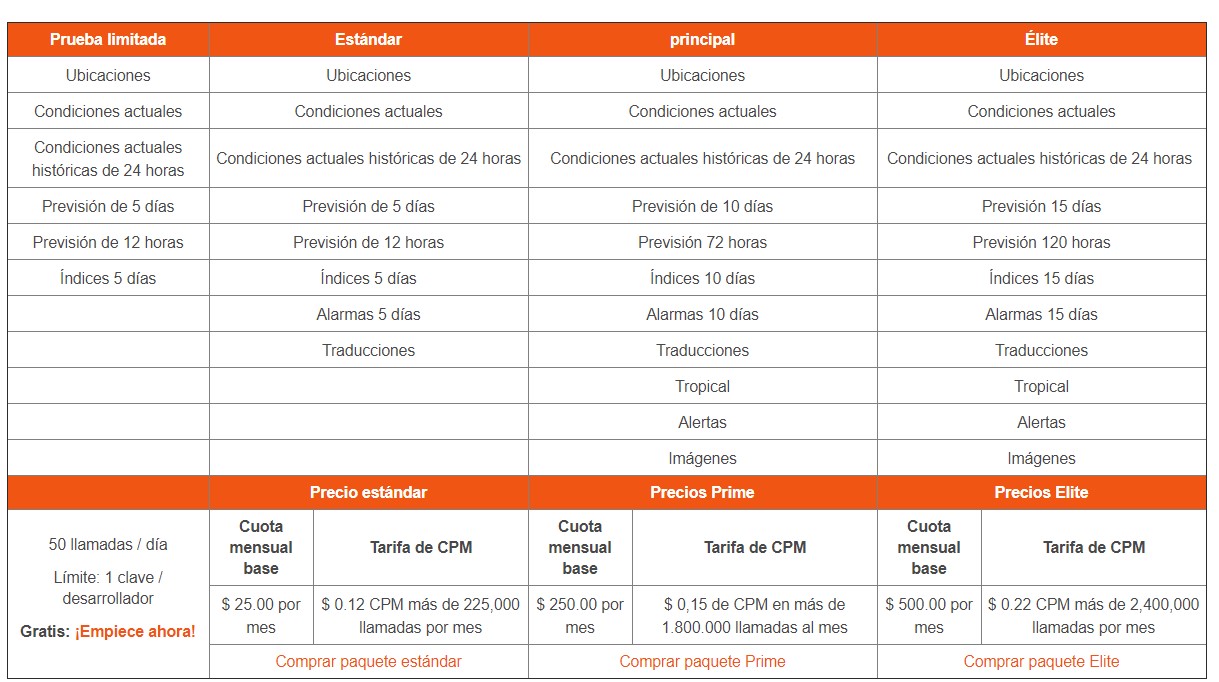 Prueba limitada Estándar principal Élite
Ubicaciones Ubicaciones Ubicaciones Ubicaciones
Condiciones actuales Condiciones actuales Condiciones actuales Condiciones actuales
Condiciones actuales
históricas de 24 horas Condiciones actuales históricas de 24 horas Condiciones actuales históricas de 24 horas Condiciones actuales históricas de 24 horas
Previsión de 5 días Previsión de 5 días Previsión de 10 días Previsión 15 días
Previsión de 12 horas Previsión de 12 horas Previsión 72 horas Previsión 120 horas
Índices 5 días Índices 5 días Índices 10 días Índices 15 días
Alarmas 5 días Alarmas 10 días Alarmas 15 días
Traducciones Traducciones Traducciones
Tropical Tropical
Alertas Alertas
Imágenes Imágenes
Precio estándar Precios Prime Precios Elite
50 llamadas / día
Límite: 1 clave /
desarrollador
Gratis: ¡Empiece ahora!
Cuota
mensual
base
Tarifa de CPM
Cuota
mensual
base
Tarifa de CPM
Cuota
mensual
base
Tarifa de CPM
$ 25.00 por
mes
$ 0.12 CPM más de 225,000
llamadas por mes
$ 250.00 por
mes
$ 0,15 de CPM en más de
1.800.000 llamadas al mes
$ 500.00 por
mes
$ 0.22 CPM más de 2,400,000
llamadas por mes
Comprar paquete estándar Comprar paquete Prime Comprar paquete Elite